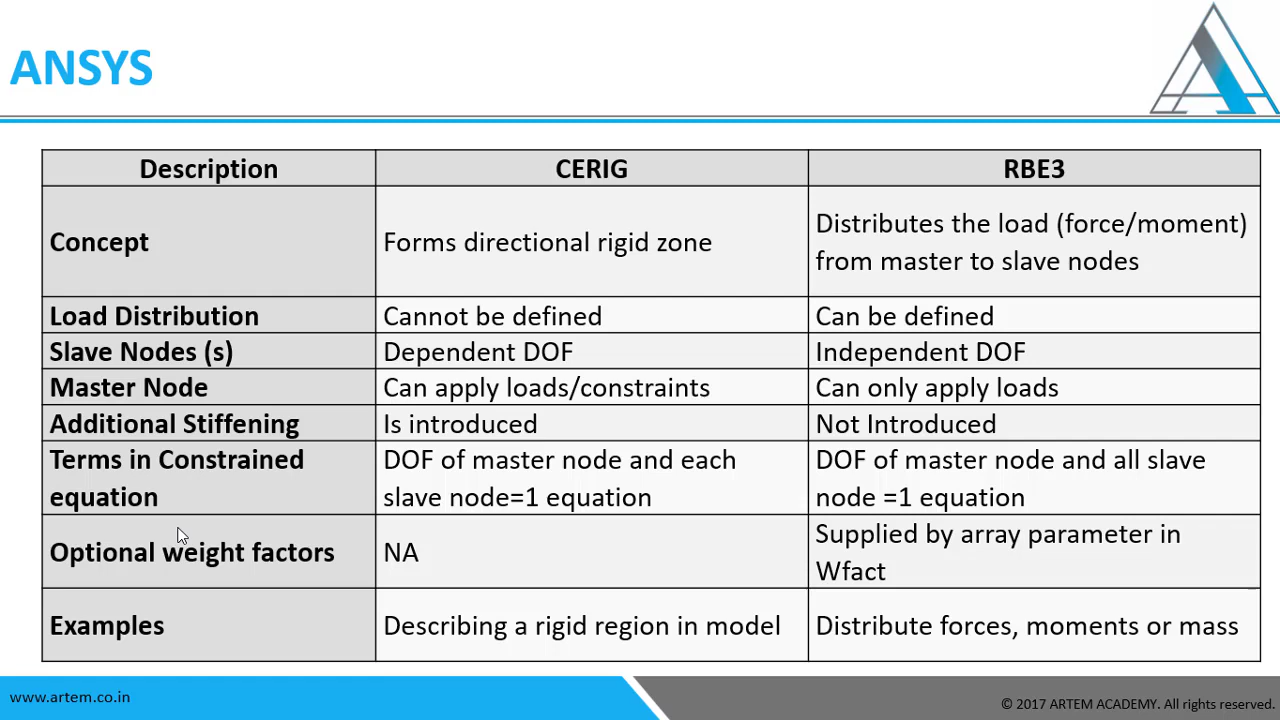 ANSYS
Description
CERIG
RBE3
Concept
Forms directional rigid zone
Distributes the load (force/moment)
from master to slave nodes
Load Distribution
Cannot be defined
Can be defined
Slave Nodes (s)
Dependent DOF
Independent DOF
Master Node
Can apply loads/constraints
Can only apply loads
Additional Stiffening
Is introduced
Not Introduced
Terms in Constrained
equation
DOF of master node and each
slave node=1 equation
DOF of master node and all slave
node =1 equation
Optional weight factors
NA
Supplied by array parameter in
Wfact
Examples
Describing a rigid region in model
Distribute forces, moments or mass
www.artem.co.in
© 2017 ARTEM ACADEMY. All rights reserved.